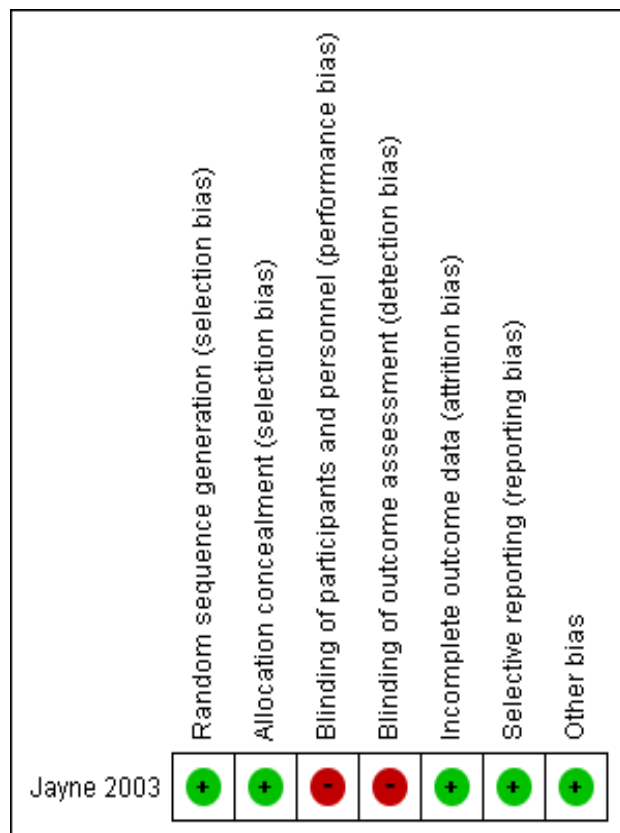 Random sequence generation (selection bias)
Allocation concealment (selection bias)
Blinding of participants and personnel (performance bias)
Blinding of outcome assessment (detection bias)
Incomplete outcome data (attrition bias)
Selective reporting (reporting bias)
Other bias
Jayne 2003 + + - - + + +